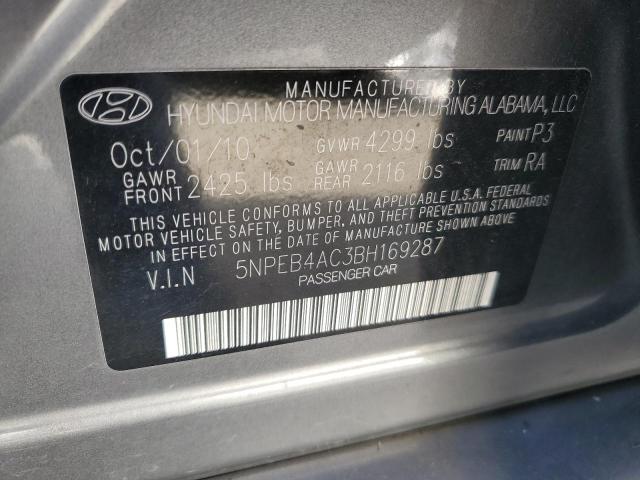 MANUFACTURED BY
HYUNDAI MOTOR MANUFACTURING ALABAMA, LLC
Oct/01/10 GVWR 4299 lbs PAINT P3
GAWR FRONT 2425 lbs GAWR REAR 2116 lbs TRIM RA
THIS VEHICLE CONFORMS TO ALL APPLICABLE U.S.A. FEDERAL
MOTOR VEHICLE SAFETY, BUMPER, AND THEFT PREVENTION STANDARDS
IN EFFECT ON THE DATE OF MANUFACTURE SHOWN ABOVE.
V.I.N 5NPEB4AC3BH169287
PASSENGER CAR